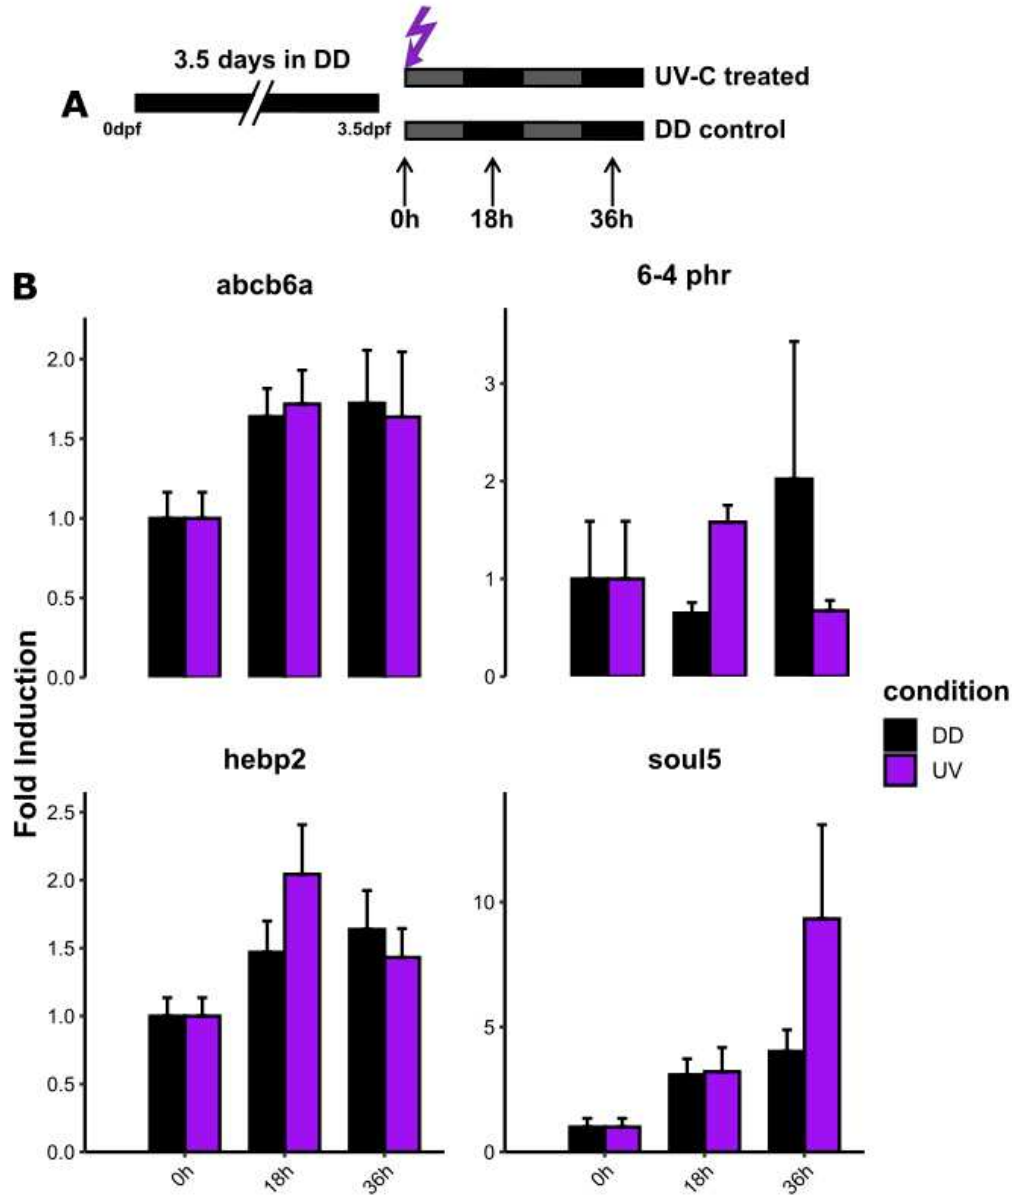 A
3.5 days in DD
0dpf
3.5dpf
UV-C treated
DD control
0h
18h
36h
B
abcb6a
2.0
1.5
1.0
0.5
0.0
6-4 phr
3
2
1
0
Fold Induction
hebp2
2.5
2.0
1.5
1.0
0.5
0.0
0h
18h
36h
soul5
10
5
0
0h
18h
36h
condition
DD
UV